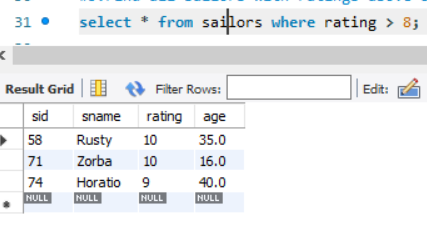 31 select * from sailors where rating > 8;
Result Grid Filter Rows: Edit:
sid sname rating age
58 Rusty 10 35.0
71 Zorba 10 16.0
74 Horatio 9 40.0
NULL NULL NULL NULL